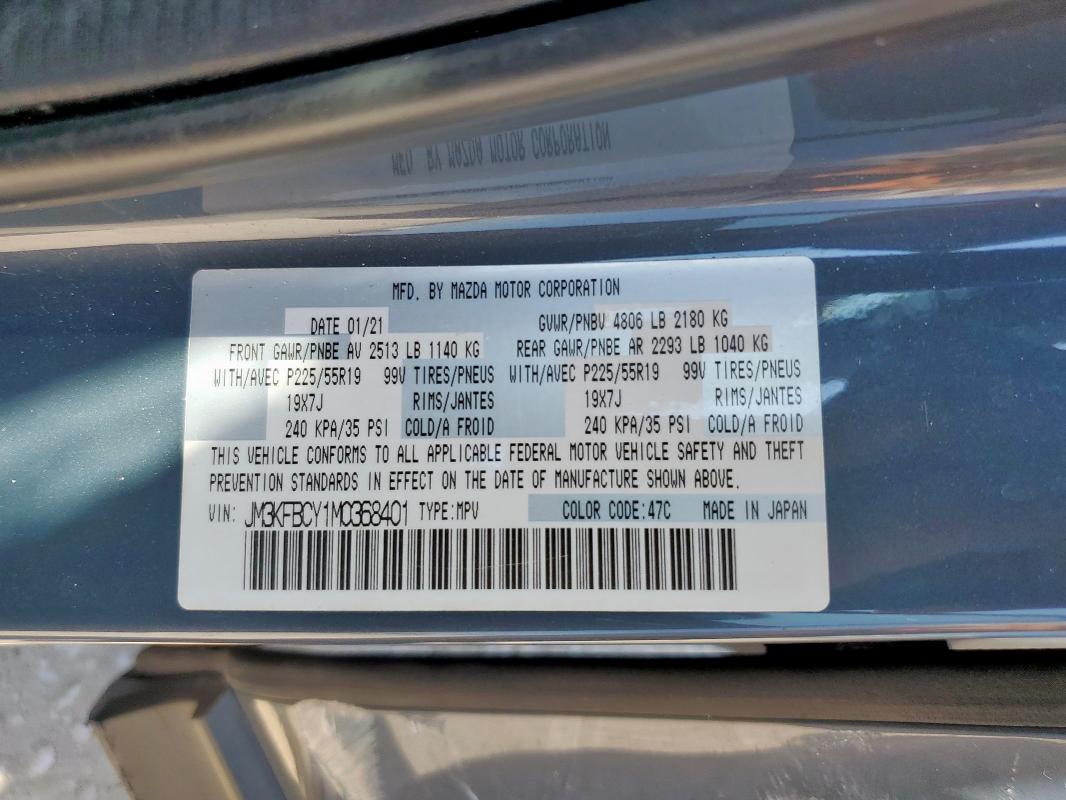 MFD. BY MAZDA MOTOR CORPORATION
MFD. BY MAZDA MOTOR CORPORATION
DATE 01/21 GVWR/PNBV 4806 LB 2180 KG
FRONT GAWR/PNBE AV 2513 LB 1140 KG REAR GAWR/PNBE AR 2293 LB 1040 KG
WITH/AVEC P225/55R19 99V TIRES/PNEUS WITH/AVEC P225/55R19 99V TIRES/PNEUS
19X7J RIMS/JANTES 19X7J RIMS/JANTES
240 KPA/35 PSI COLD/A FROID 240 KPA/35 PSI COLD/A FROID
THIS VEHICLE CONFORMS TO ALL APPLICABLE FEDERAL MOTOR VEHICLE SAFETY AND THEFT
PREVENTION STANDARDS IN EFFECT ON THE DATE OF MANUFACTURE SHOWN ABOVE.
VIN: JM3KFBCY1M0368401 TYPE:MPV COLOR CODE:47C MADE IN JAPAN